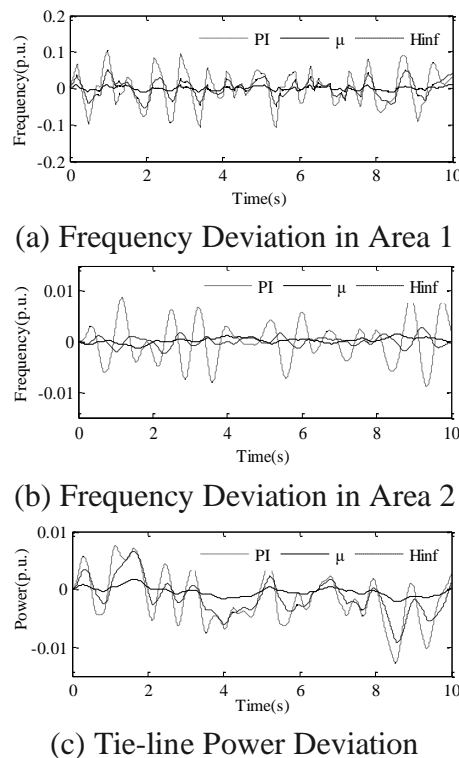 0.2
0.1
0
-0.1
-0.2
Frequency(p.u.)
PI μ Hinf
0 2 4 6 8 10
Time(s)
(a) Frequency Deviation in Area 1
0.01
0
-0.01
Frequency(p.u.)
PI μ Hinf
0 2 4 6 8 10
Time(s)
(b) Frequency Deviation in Area 2
0.01
0
-0.01
Power(p.u.)
PI μ Hinf
0 2 4 6 8 10
Time(s)
(c) Tie-line Power Deviation